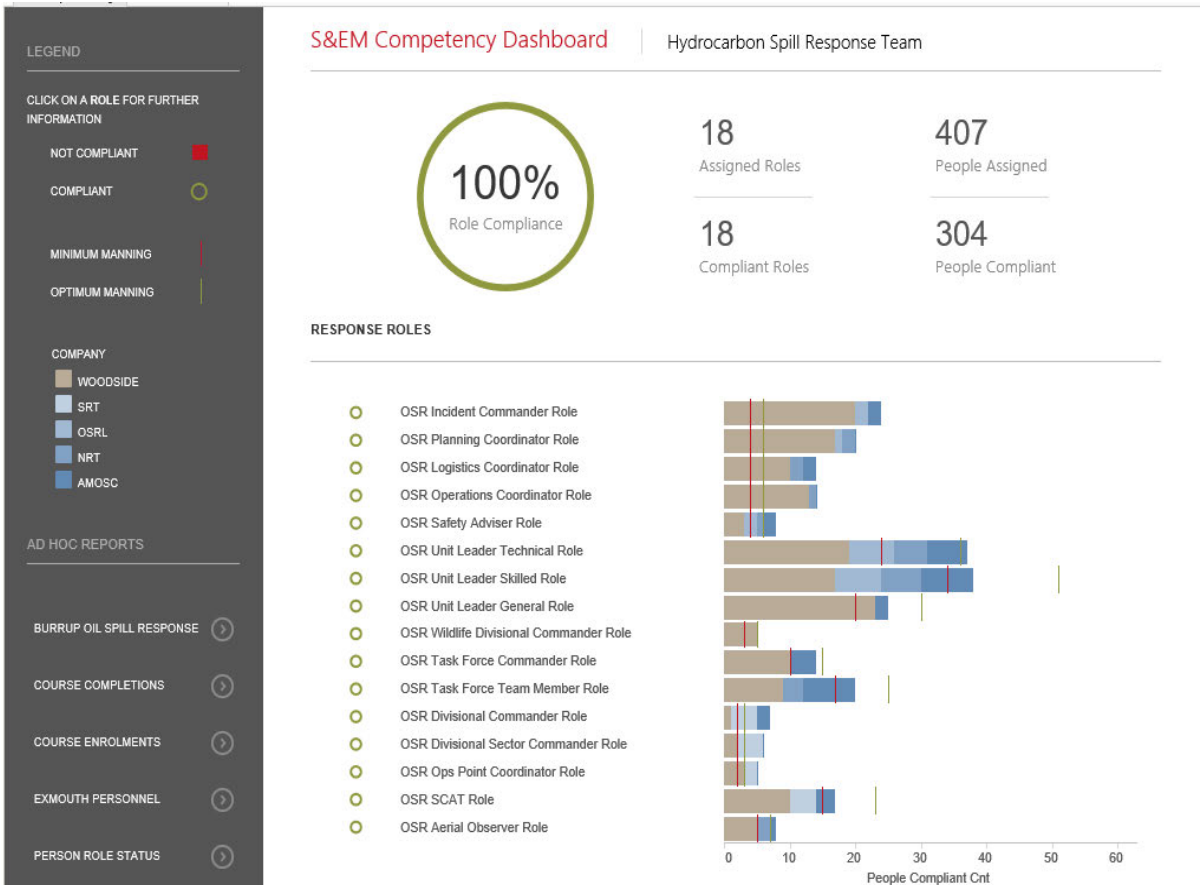 LEGEND
CLICK ON A ROLE FOR FURTHER
INFORMATION
NOT COMPLIANT
COMPLIANT
MINIMUM MANNING
OPTIMUM MANNING
COMPANY
WOODSIDE
SRT
OSRL
NRT
AMOSC
AD HOC REPORTS
BURRUP OIL SPILL RESPONSE
COURSE COMPLETIONS
COURSE ENROLMENTS
EXMOUTH PERSONNEL
PERSON ROLE STATUS
S&EM Competency Dashboard
Hydrocarbon Spill Response Team
100%
Role Compliance
18
Assigned Roles
407
People Assigned
18
Compliant Roles
304
People Compliant
RESPONSE ROLES
OSR Incident Commander Role
OSR Planning Coordinator Role
OSR Logistics Coordinator Role
OSR Operations Coordinator Role
OSR Safety Adviser Role
OSR Unit Leader Technical Role
OSR Unit Leader Skilled Role
OSR Unit Leader General Role
OSR Wildlife Divisional Commander Role
OSR Task Force Commander Role
OSR Task Force Team Member Role
OSR Divisional Commander Role
OSR Divisional Sector Commander Role
OSR Ops Point Coordinator Role
OSR SCAT Role
OSR Aerial Observer Role
0 10 20 30 40 50 60
People Compliant Cnt